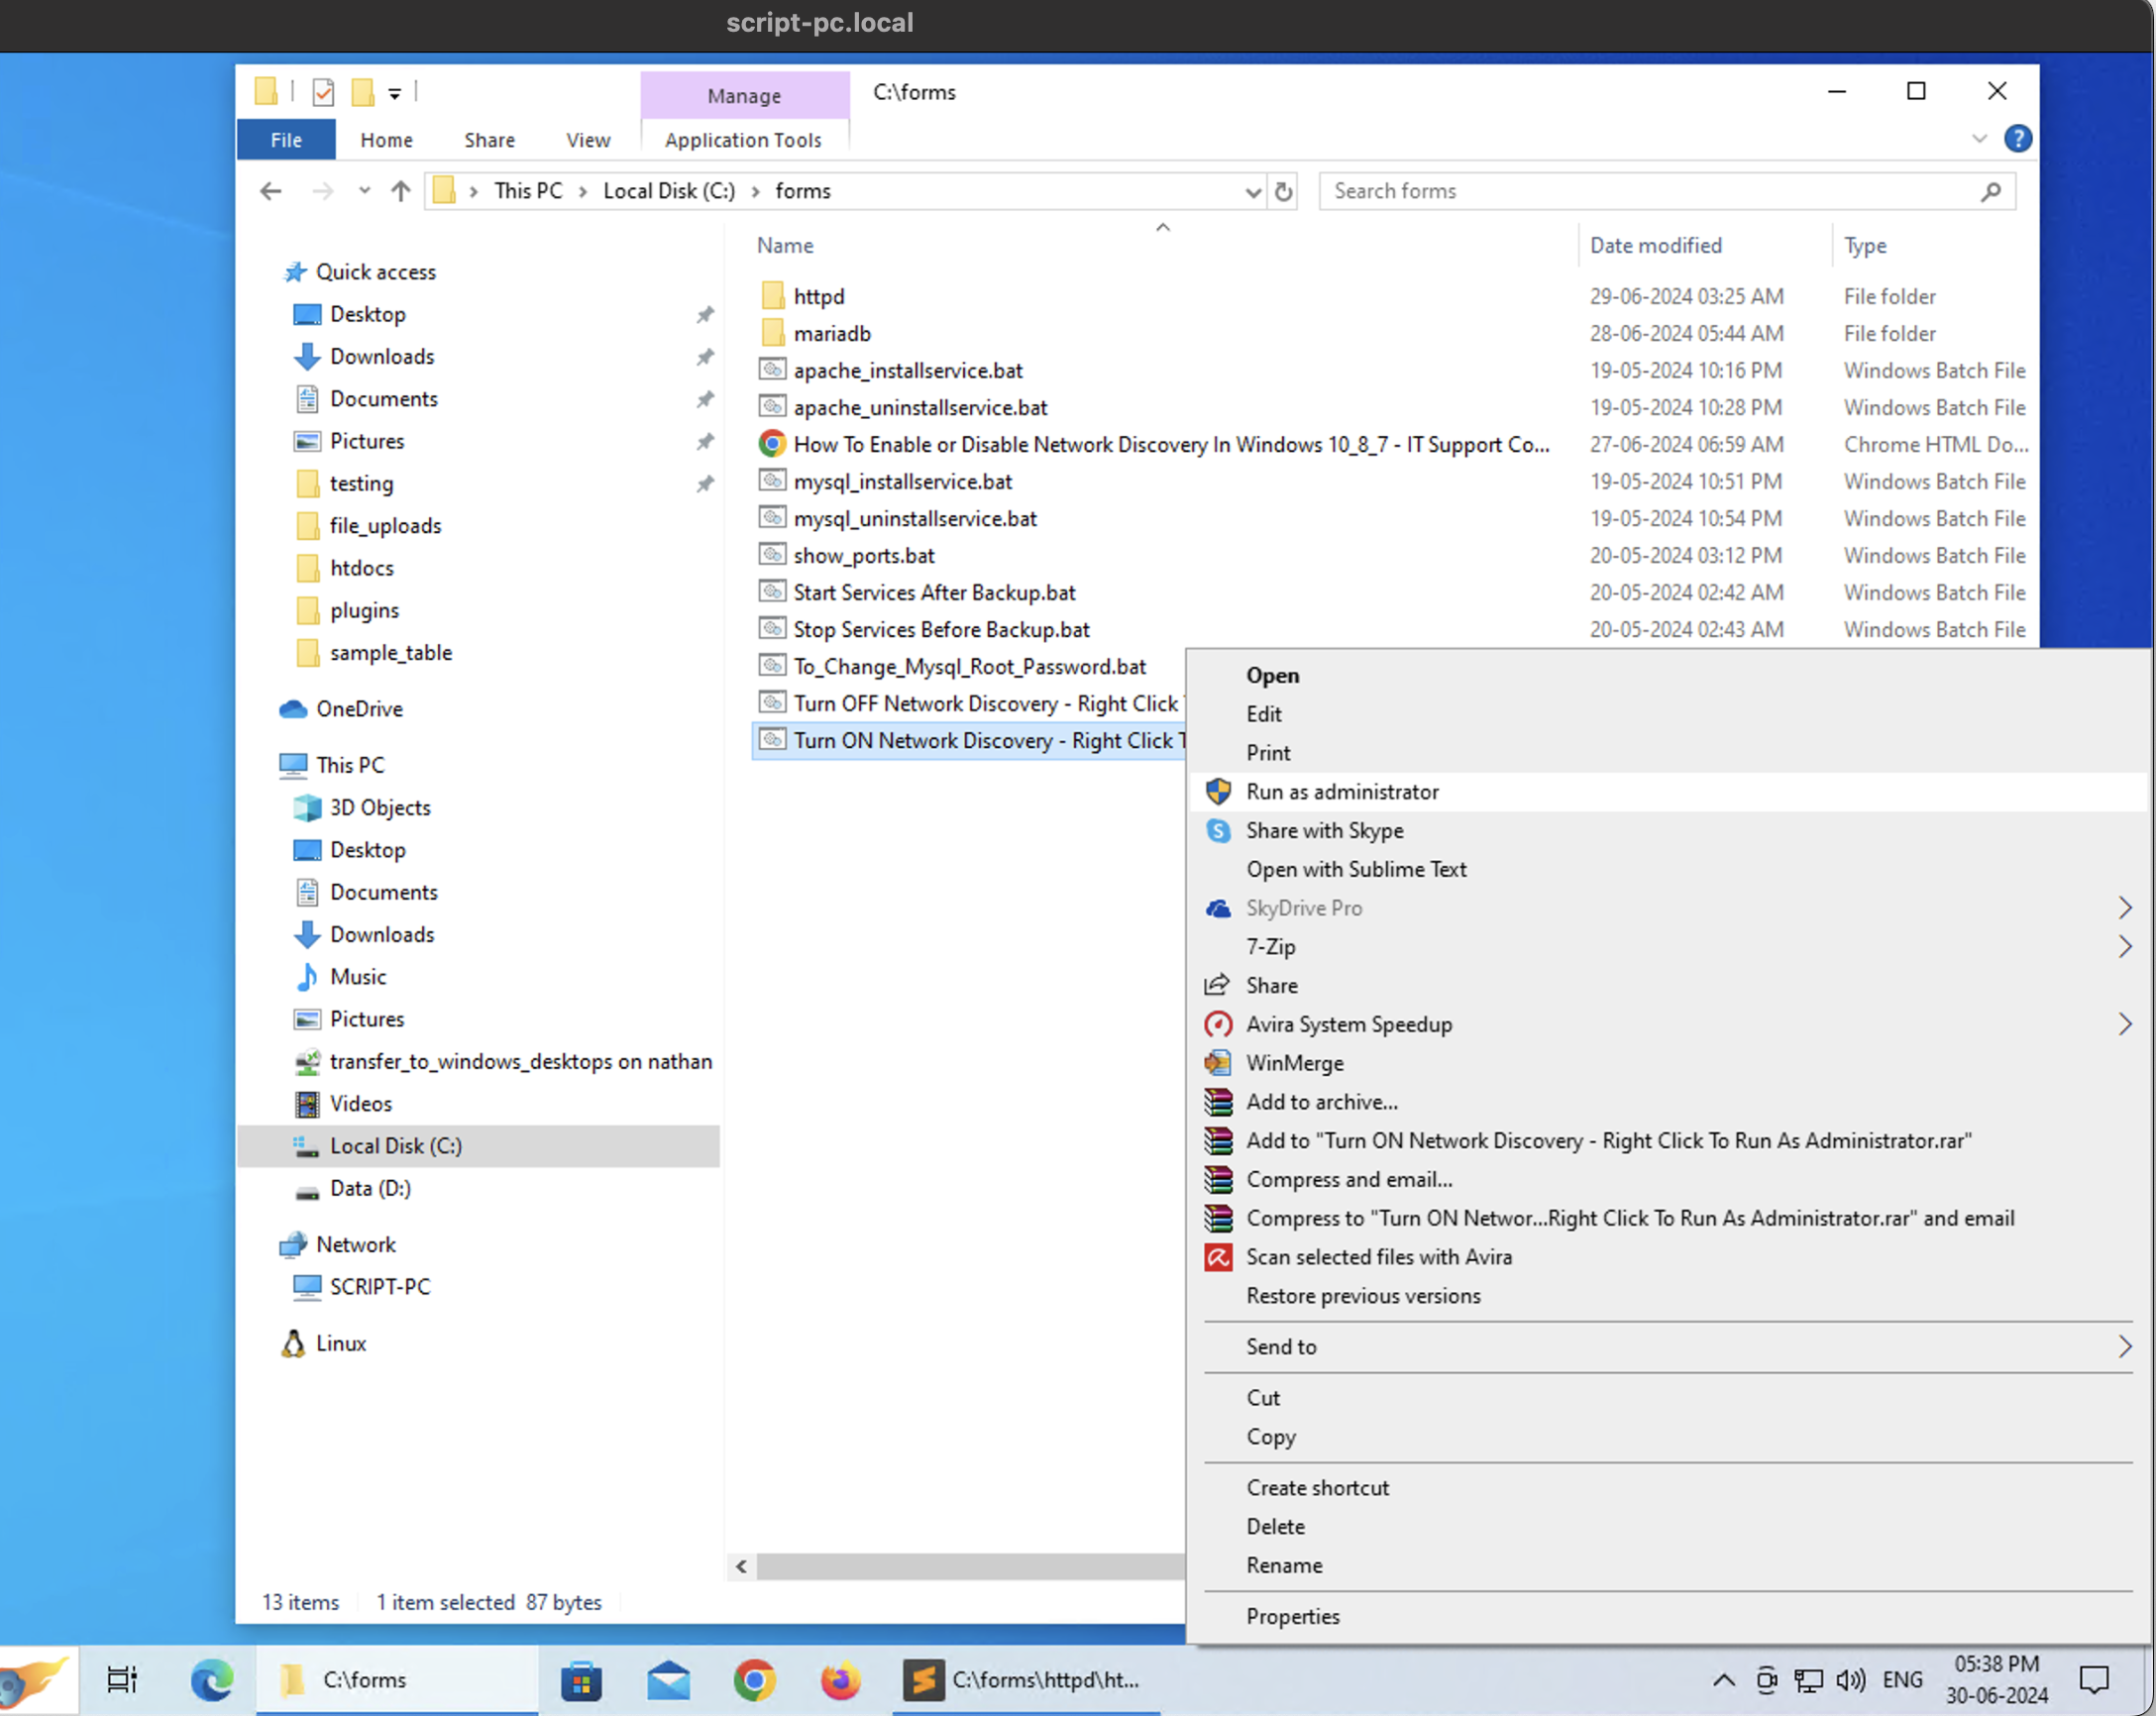 script-pc.local
Manage
C:\forms
File
Home
Share
View
Application Tools
This PC
Local Disk (C:)
forms
Search forms
Name
Date modified
Type
Quick access
Desktop
Downloads
Documents
Pictures
testing
file_uploads
htdocs
plugins
sample_table
OneDrive
This PC
3D Objects
Desktop
Documents
Downloads
Music
Pictures
transfer_to_windows_desktops on nathan
Videos
Local Disk (C:)
Data (D:)
Network
SCRIPT-PC
Linux
httpd 29-06-2024 03:25 AM File folder
mariadb 28-06-2024 05:44 AM File folder
apache_installservice.bat 19-05-2024 10:16 PM Windows Batch File
apache_uninstallservice.bat 19-05-2024 10:28 PM Windows Batch File
How To Enable or Disable Network Discovery In Windows 10_8_7 - IT Support Co... 27-06-2024 06:59 AM Chrome HTML Do...
mysql_installservice.bat 19-05-2024 10:51 PM Windows Batch File
mysql_uninstallservice.bat 19-05-2024 10:54 PM Windows Batch File
show_ports.bat 20-05-2024 03:12 PM Windows Batch File
Start Services After Backup.bat 20-05-2024 02:42 AM Windows Batch File
Stop Services Before Backup.bat 20-05-2024 02:43 AM Windows Batch File
To_Change_Mysql_Root_Password.bat
Turn OFF Network Discovery - Right Click
Turn ON Network Discovery - Right Click T
Open
Edit
Print
Run as administrator
Share with Skype
Open with Sublime Text
SkyDrive Pro
7-Zip
Share
Avira System Speedup
WinMerge
Add to archive...
Add to "Turn ON Network Discovery - Right Click To Run As Administrator.rar"
Compress and email...
Compress to "Turn ON Networ...Right Click To Run As Administrator.rar" and email
Scan selected files with Avira
Restore previous versions
Send to
Cut
Copy
Create shortcut
Delete
Rename
Properties
13 items
1 item selected 87 bytes
C:\forms
C:\forms\httpd\ht...
ENG
05:38 PM
30-06-2024